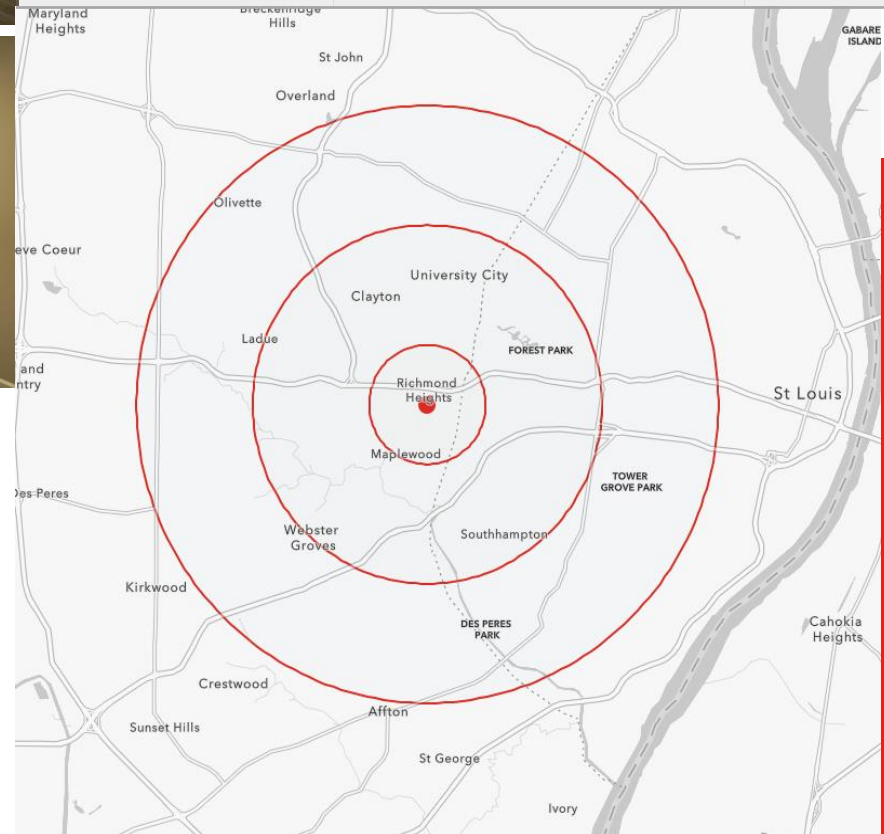 Maryland
Heights
Breckenridge
Hills
GABARE
ISLAND
St John
Overland
Olivette
eve Coeur
University City
Clayton
Ladue
FOREST PARK
and
ntry
Richmond
Heights
St Louis
Maplewood
TOWER
GROVE PARK
Des Peres
Webster
Groves
Southhampton
Kirkwood
DES PERES
PARK
Cahokia
Heights
Crestwood
Affton
Sunset Hills
St George
Ivory